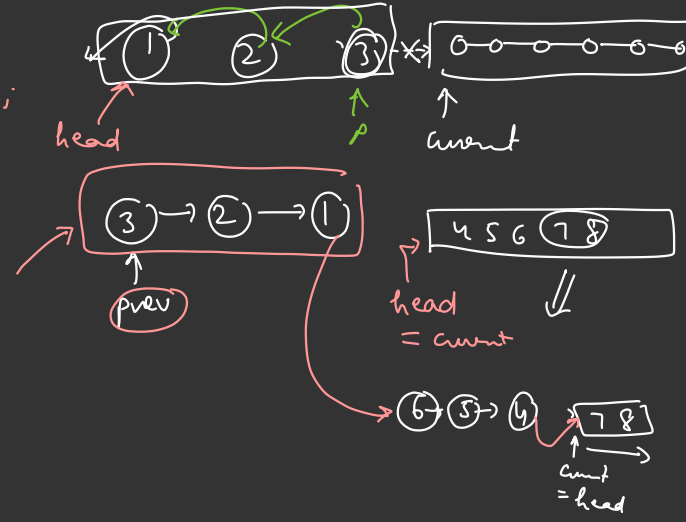 1 2 3
;
head
p
current
3 2 1
4 5 6 7 8
prev
head
= current
6 5 4
7 8
curnt
= head